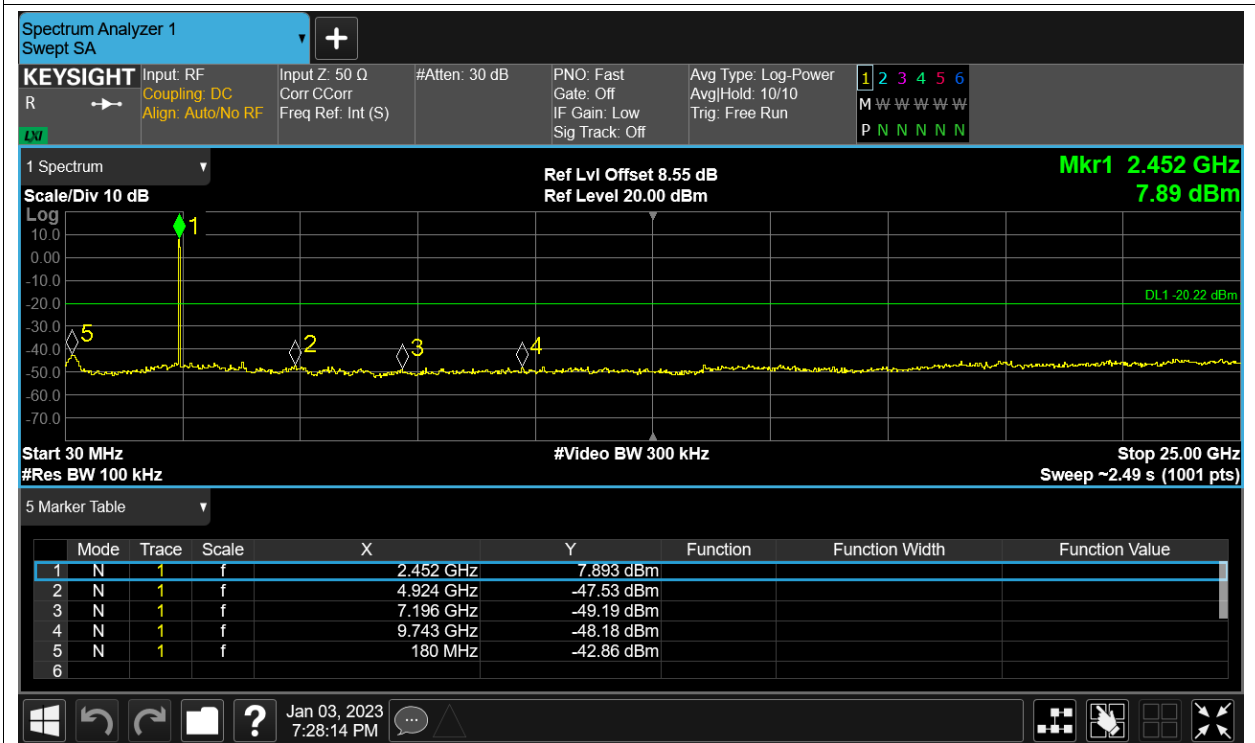 Spectrum Analyzer 1
Swept SA
KEYSIGHT
R
LXI
Input: RF
Coupling: DC
Align: Auto/No RF
Input Z: 50 Ω
Corr CCorr
Freq Ref: Int (S)
#Atten: 30 dB
PNO: Fast
Gate: Off
IF Gain: Low
Sig Track: Off
Avg Type: Log-Power
Avg|Hold: 10/10
Trig: Free Run
1 2 3 4 5 6
M W W W W W
P N N N N N
1 Spectrum
Scale/Div 10 dB
Ref Lvl Offset 8.55 dB
Ref Level 20.00 dBm
Mkr1 2.452 GHz
7.89 dBm
Log
10.0
0.00
-10.0
-20.0
-30.0
-40.0
-50.0
-60.0
-70.0
1
DL1 -20.22 dBm
5
2
3
4
Start 30 MHz
#Res BW 100 kHz
#Video BW 300 kHz
Stop 25.00 GHz
Sweep ~2.49 s (1001 pts)
5 Marker Table
Mode Trace Scale X Y Function Function Width Function Value
1 N 1 f 2.452 GHz 7.893 dBm
2 N 1 f 4.924 GHz -47.53 dBm
3 N 1 f 7.196 GHz -49.19 dBm
4 N 1 f 9.743 GHz -48.18 dBm
5 N 1 f 180 MHz -42.86 dBm
6
?
Jan 03, 2023
7:28:14 PM